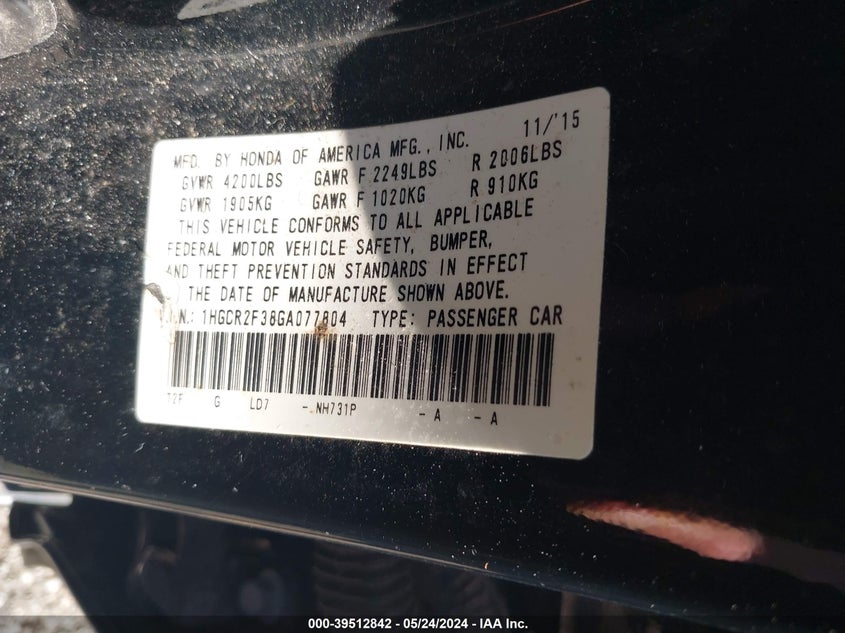 11/'15
MFD. BY HONDA OF AMERICA MFG., INC.
GVWR 4200LBS GAWR F 2249LBS R 2006LBS
GVWR 1905KG GAWR F 1020KG R 910KG
THIS VEHICLE CONFORMS TO ALL APPLICABLE
FEDERAL MOTOR VEHICLE SAFETY, BUMPER,
AND THEFT PREVENTION STANDARDS IN EFFECT
THE DATE OF MANUFACTURE SHOWN ABOVE.
1HGCR2F38GA077804 TYPE: PASSENGER CAR
G LD7 - NH731P - A - A
000-39512842 / 05/24/2024 - IAA Inc.